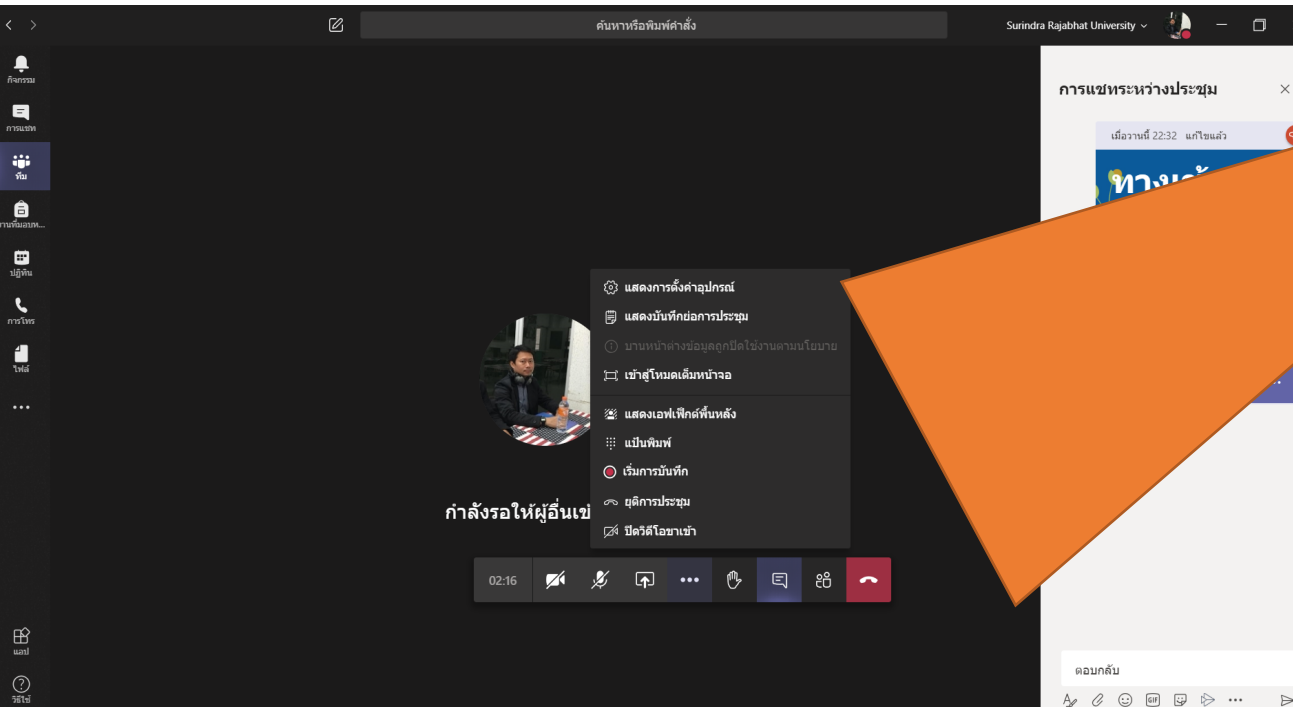 ค้นหาหรือพิมพ์คำสั่ง
Surindra Rajabhat University
กิจกรรม
การแชท
ทีม
ปฏิทิน
การโทร
ไฟล์
แอป
วิธีใช้
กำลังรอให้ผู้อื่นเข้
แสดงการตั้งค่าอุปกรณ์
แสดงบันทึกย่อการประชุม
บานหน้าต่างข้อมูลถูกปิดใช้งานตามนโยบาย
เข้าสู่โหมดเต็มหน้าจอ
แสดงเอฟเฟ็กต์พื้นหลัง
แป้นพิมพ์
เริ่มการบันทึก
ยุติการประชุม
ปิดวิดีโอขาเข้า
02:16
การแชทระหว่างประชุม
เมื่อวานนี้ 22:32 แก้ไขแล้ว
ตอบกลับ
GIF